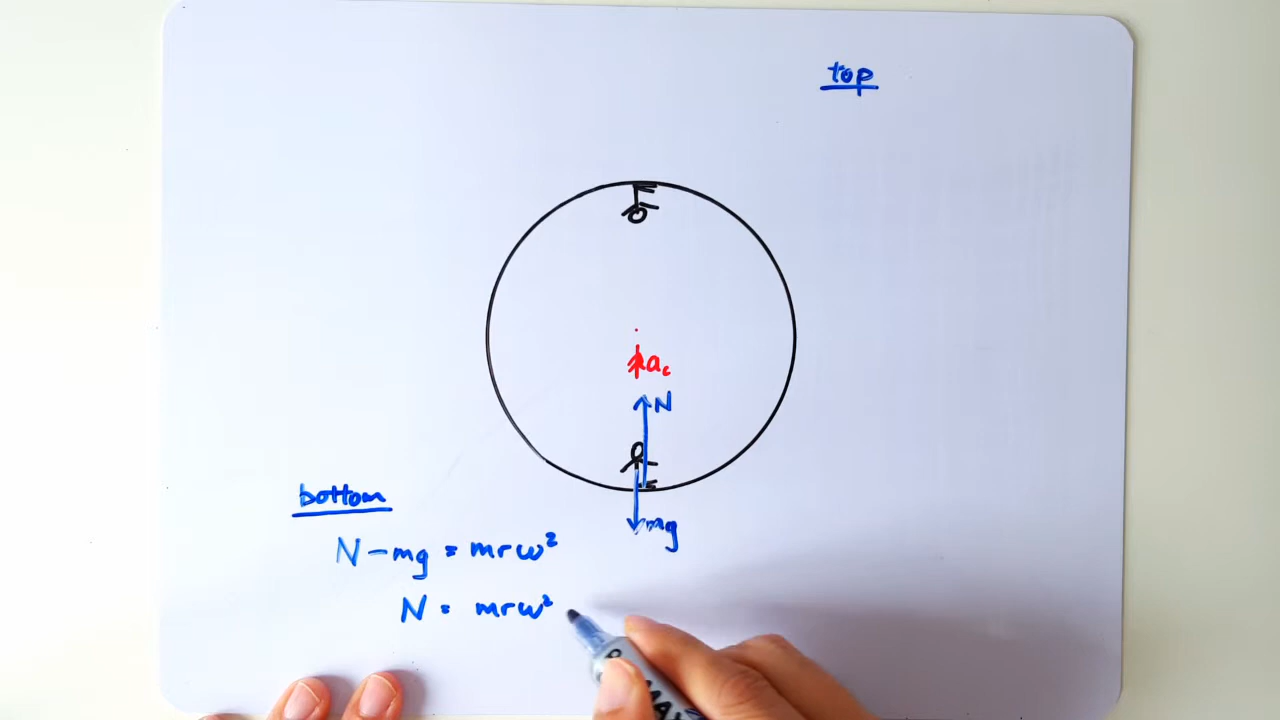 top
a꜀
N
mg
bottom
N - mg = mrω²
N = mrω²